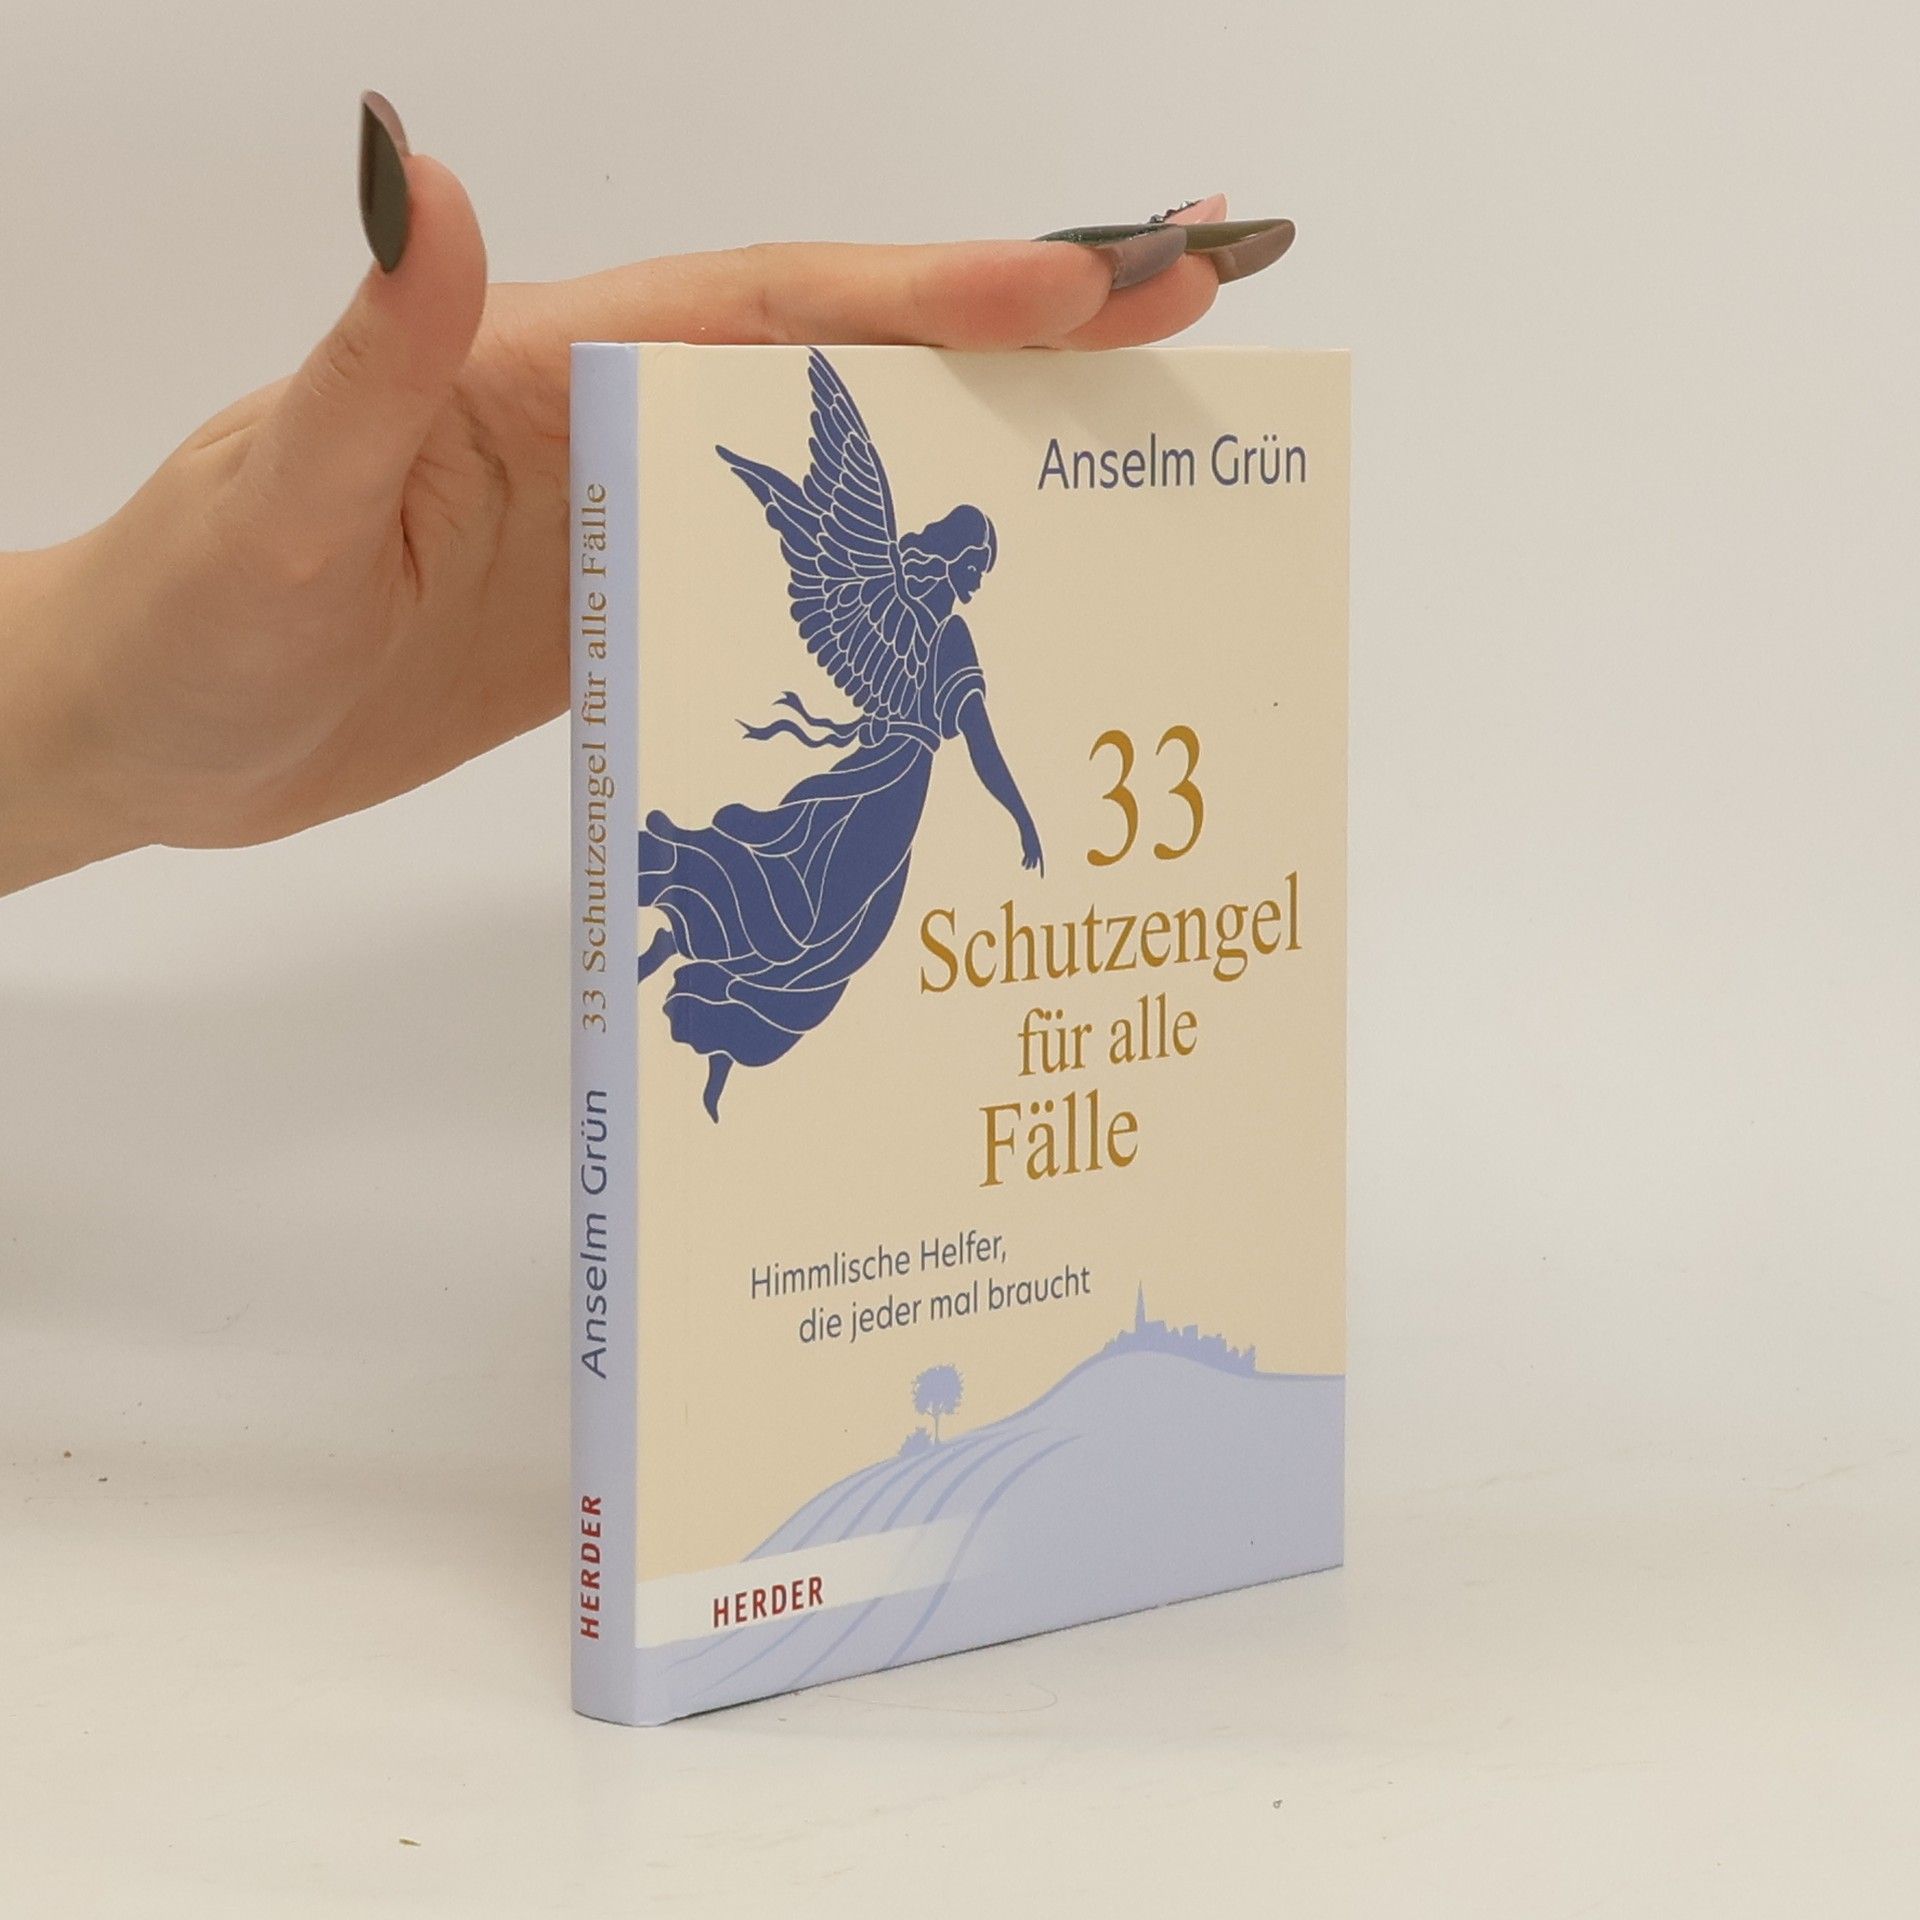 Anselm Grün 33 Schutzengel für alle Fälle
HERDER
Anselm Grün
33
Schutzengel
für alle
Fälle
Himmlische Helfer,
die jeder mal braucht
HERDER